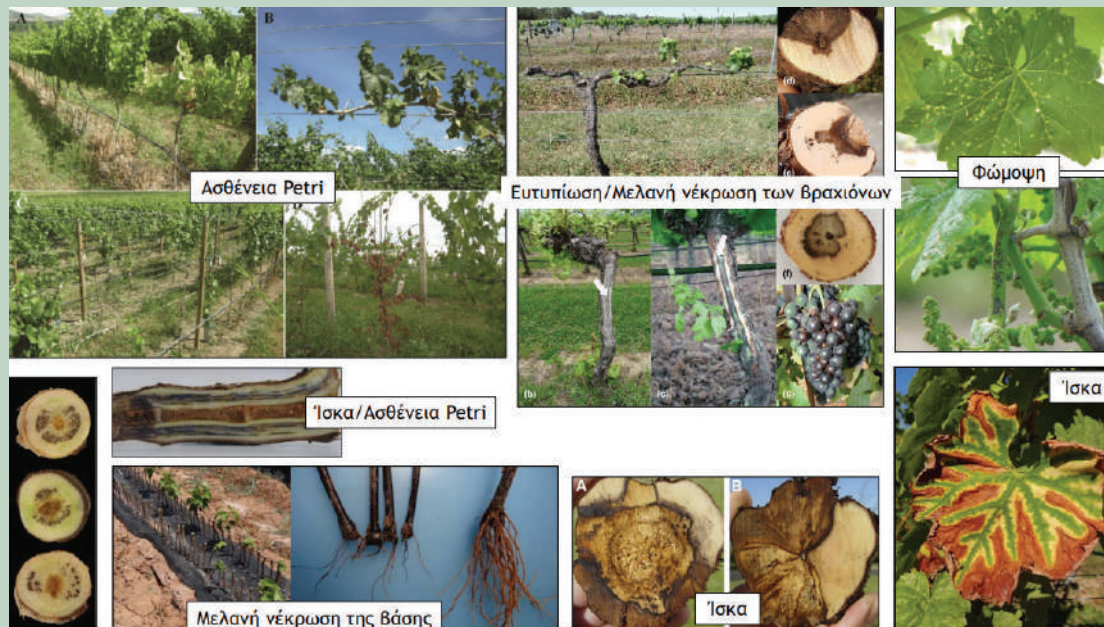 A
B
Ασθένεια Petri
D
Ευτυπίωση/Μελανή νέκρωση των βραχιόνων
(d)
(e)
(b)
(c)
(f)
(g)
Φώμοψη
Ίσκα/Ασθένεια Petri
Μελανή νέκρωση της βάσης
A
B
Ίσκα
Ίσκα